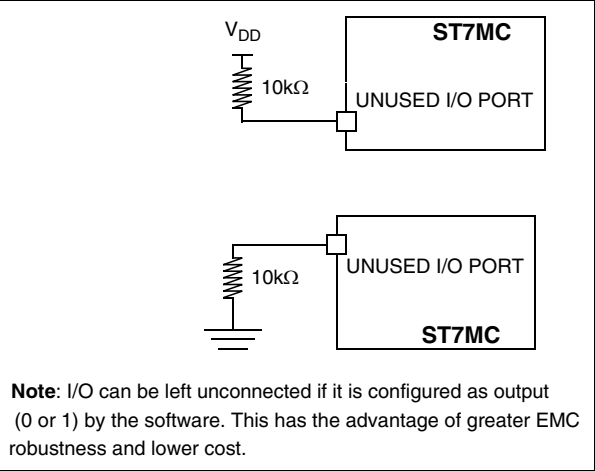 VDD
ST7MC
10kΩ
UNUSED I/O PORT
10kΩ
UNUSED I/O PORT
ST7MC
Note: I/O can be left unconnected if it is configured as output
(0 or 1) by the software. This has the advantage of greater EMC
robustness and lower cost.